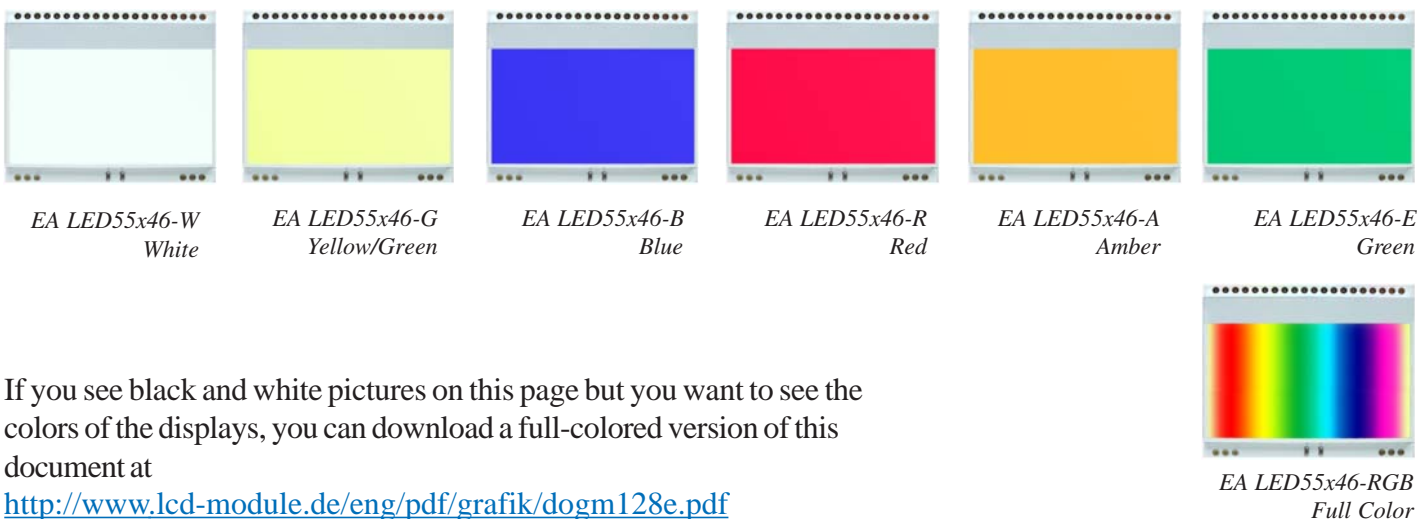 EA LED55x46-W
White
EA LED55x46-G
Yellow/Green
EA LED55x46-B
Blue
EA LED55x46-R
Red
EA LED55x46-A
Amber
EA LED55x46-E
Green
EA LED55x46-RGB
Full Color
If you see black and white pictures on this page but you want to see the
colors of the displays, you can download a full-colored version of this
document at
http://www.lcd-module.de/eng/pdf/grafik/dogm128e.pdf